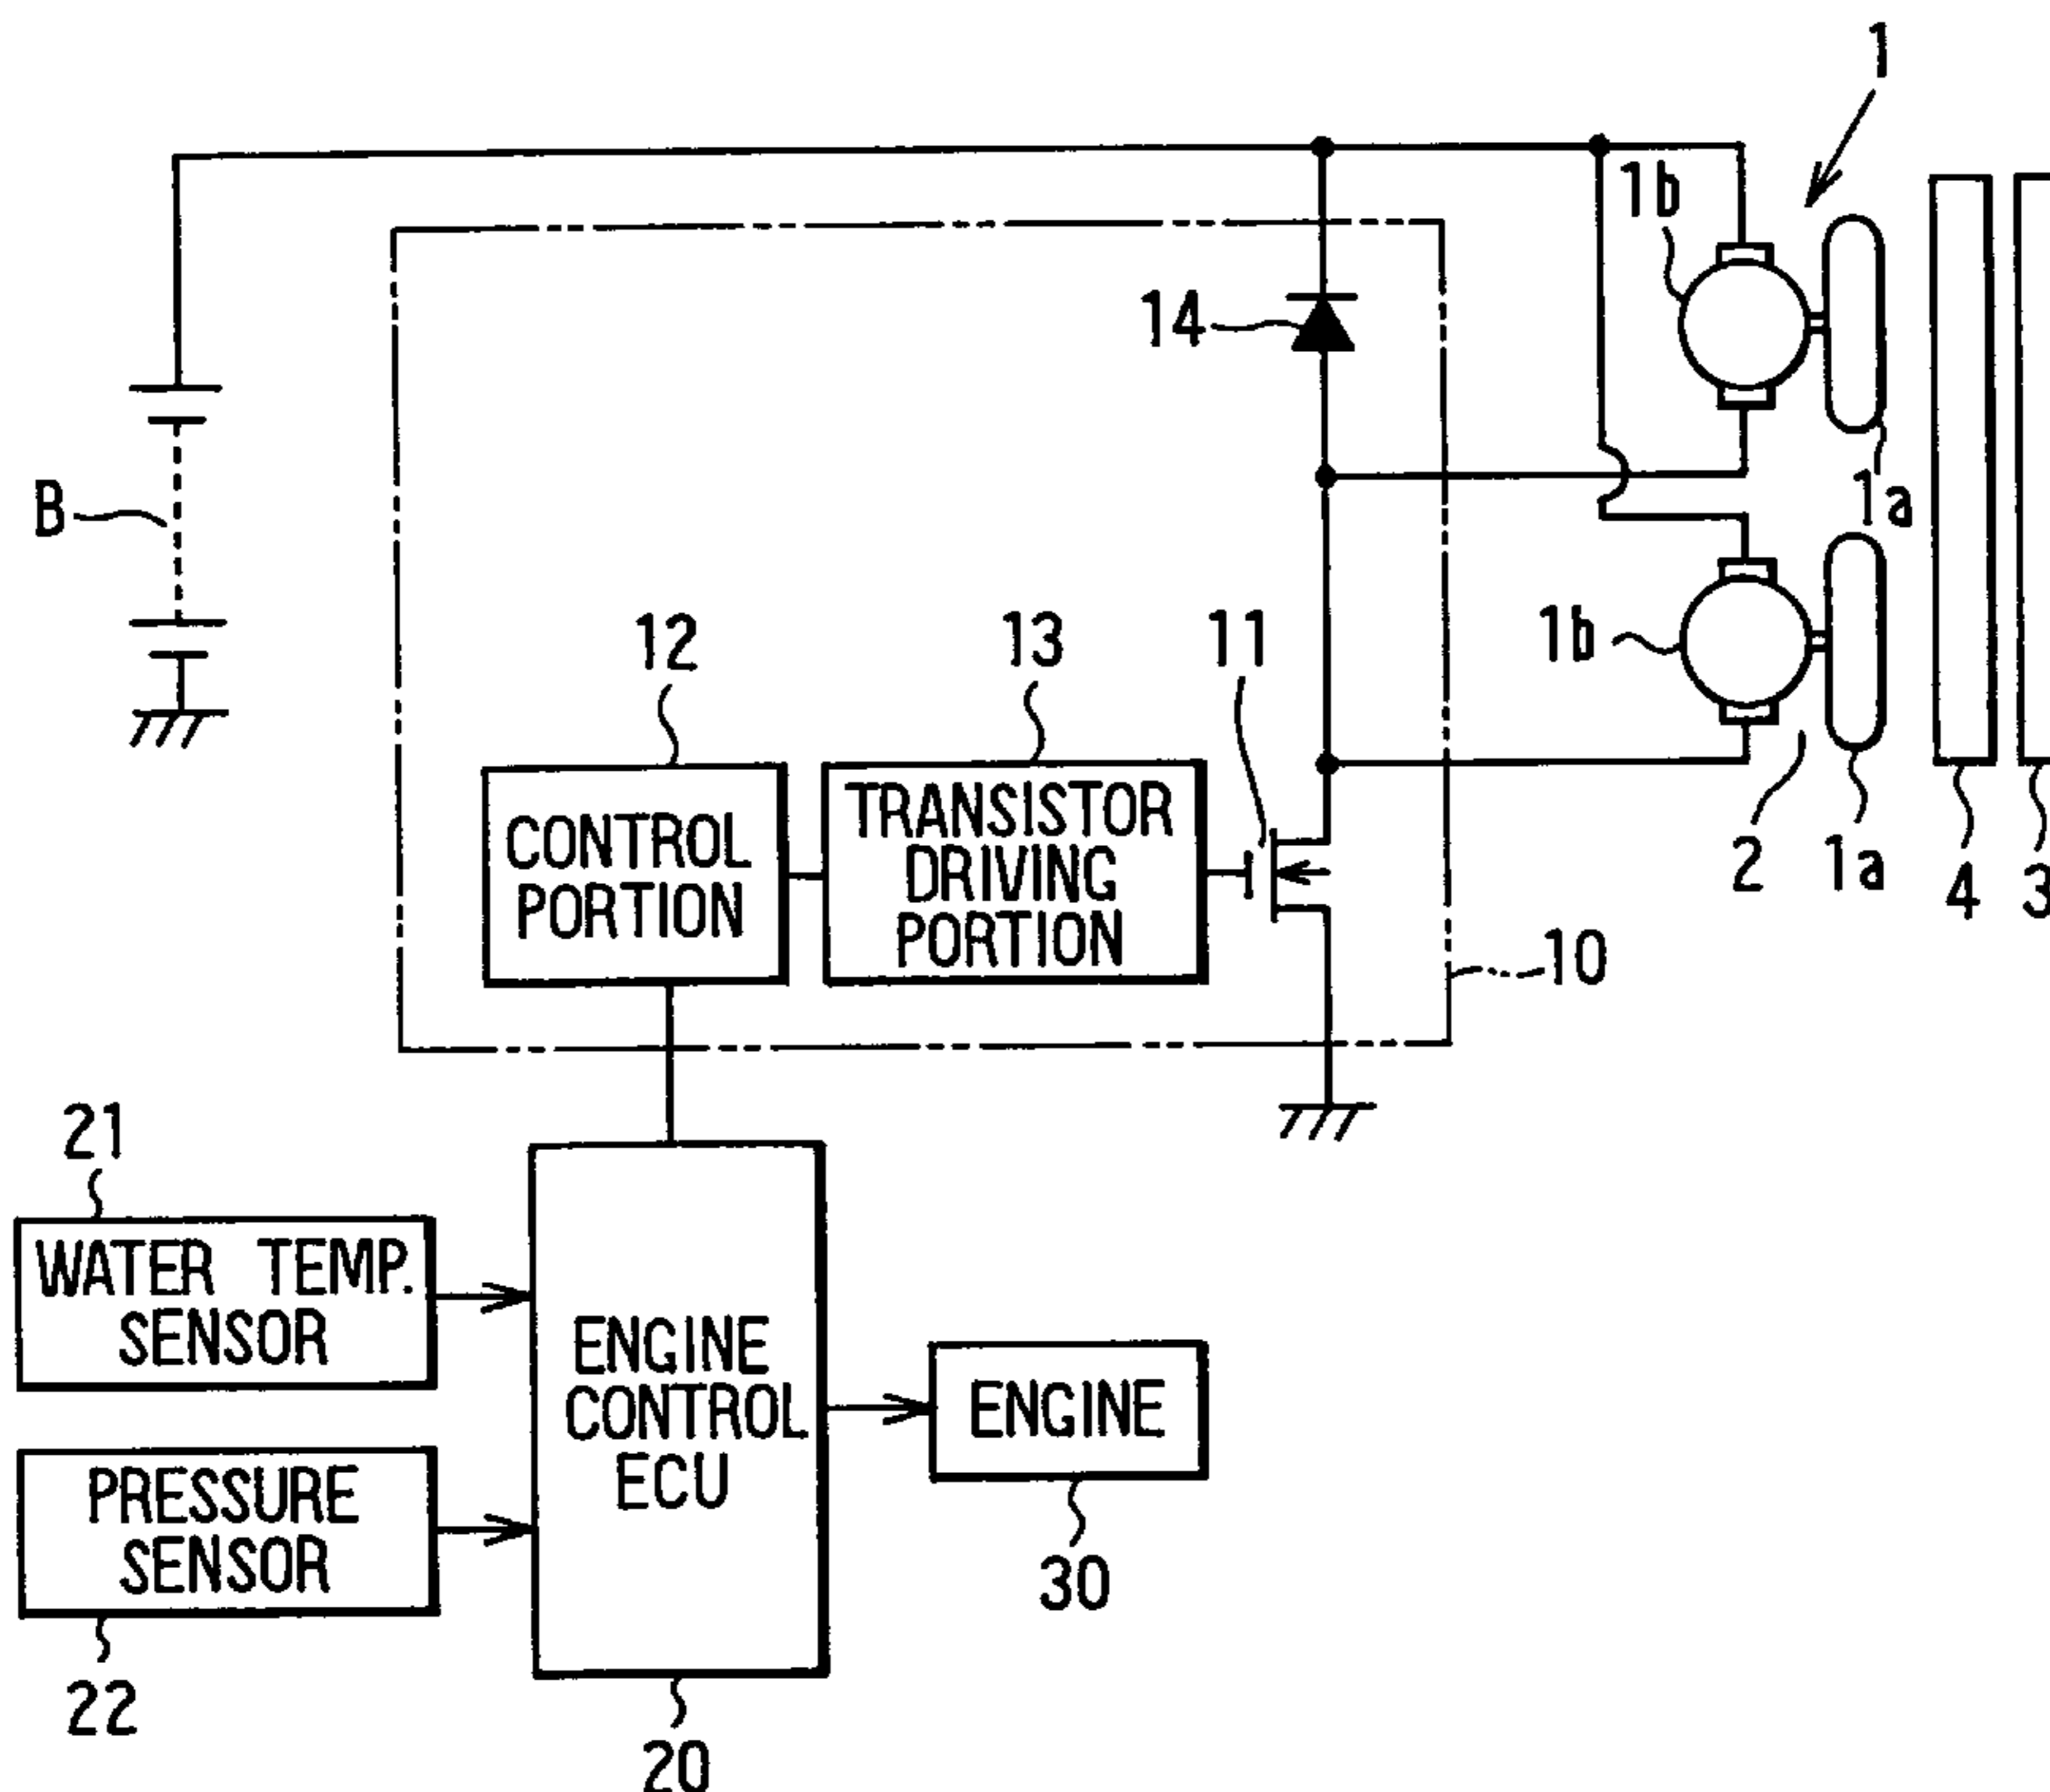 1
1b
14
1a
B
12
13
11
1b
CONTROL
PORTION
TRANSISTOR
DRIVING
PORTION
2
1a
4
3
10
21
WATER TEMP.
SENSOR
ENGINE
CONTROL
ECU
ENGINE
PRESSURE
SENSOR
30
22
20